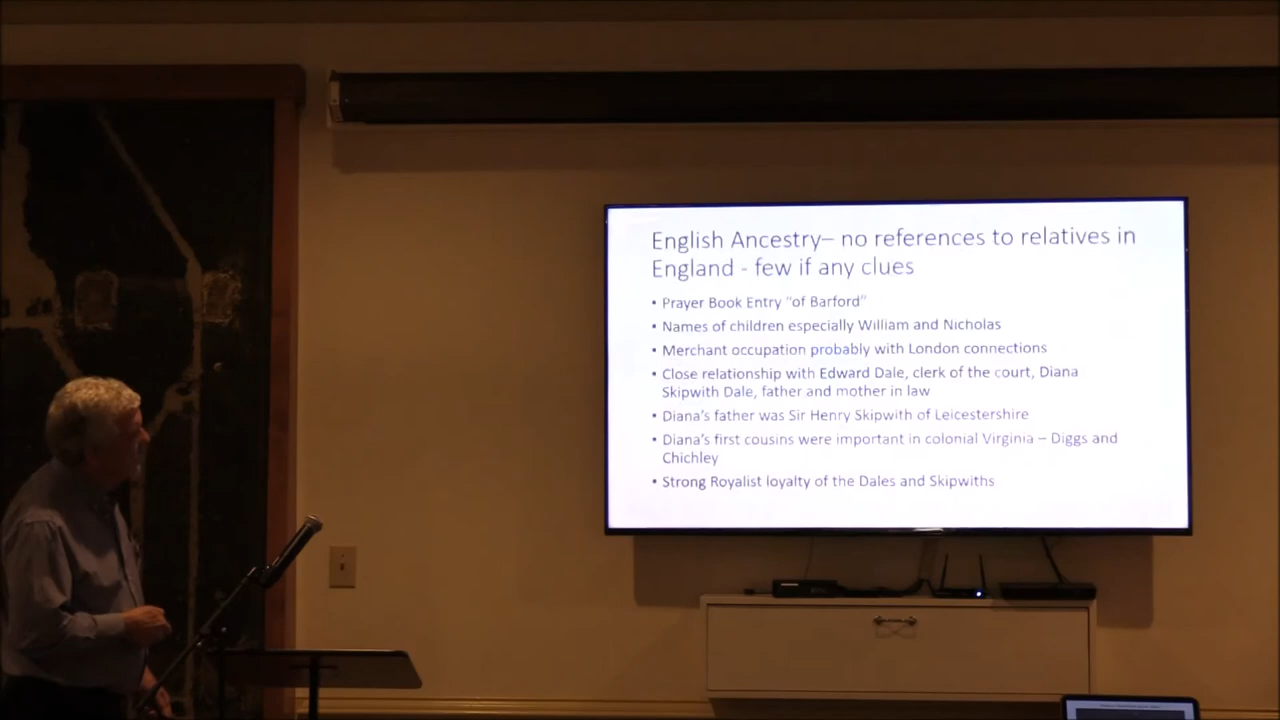 English Ancestry– no references to relatives in
England - few if any clues
• Prayer Book Entry "of Barford"
• Names of children especially William and Nicholas
• Merchant occupation probably with London connections
• Close relationship with Edward Dale, clerk of the court, Diana
Skipwith Dale, father and mother in law
• Diana's father was Sir Henry Skipwith of Leicestershire
• Diana's first cousins were important in colonial Virginia – Diggs and
Chichley
• Strong Royalist loyalty of the Dales and Skipwiths